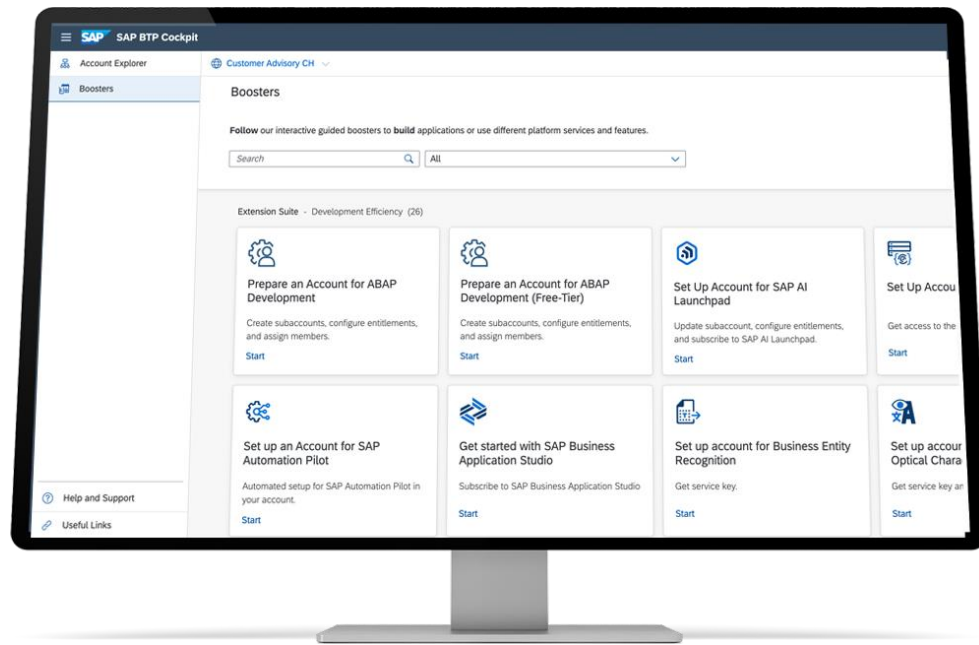 SAP SAP BTP Cockpit
Account Explorer
Boosters
Customer Advisory CH
Boosters
Follow our interactive guided boosters to build applications or use different platform services and features.
Search
All
Extension Suite - Development Efficiency (26)
Prepare an Account for ABAP
Development
Create subaccounts, configure entitlements,
and assign members.
Start
Prepare an Account for ABAP
Development (Free-Tier)
Create subaccounts, configure entitlements,
and assign members.
Start
Set Up Account for SAP AI
Launchpad
Update subaccount, configure entitlements,
and subscribe to SAP AI Launchpad.
Start
Set Up Accou
Get access to the
Start
Set up an Account for SAP
Automation Pilot
Automated setup for SAP Automation Pilot in
your account.
Start
Get started with SAP Business
Application Studio
Subscribe to SAP Business Application Studio
Start
Set up account for Business Entity
Recognition
Get service key.
Start
Set up accour
Optical Chara
Get service key an
Start
Help and Support
Useful Links